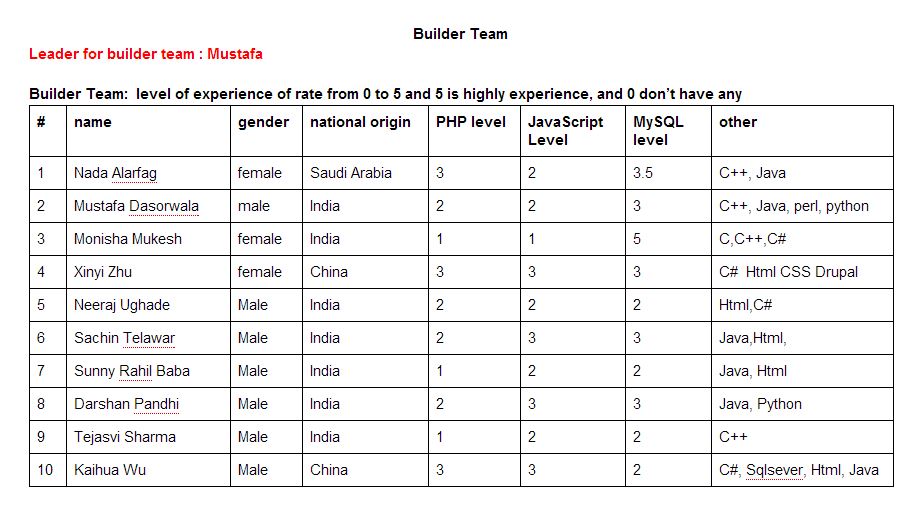 Builder Team
Leader for builder team : Mustafa
Builder Team:  level of experience of rate from 0 to 5 and 5 is highly experience, and 0 don’t have any
# name gender national origin PHP level JavaScript Level MySQL level other
1 Nada Alarfag female Saudi Arabia 3 2 3.5 C++, Java
2 Mustafa Dasorwala male India 2 2 3 C++, Java, perl, python
3 Monisha Mukesh female India 1 1 5 C,C++,C#
4 Xinyi Zhu female China 3 3 3 C#  Html CSS Drupal
5 Neeraj Ughade Male India 2 2 2 Html,C#
6 Sachin Telawar Male India 2 3 3 Java,Html,
7 Sunny Rahil Baba Male India 1 2 2 Java, Html
8 Darshan Pandhi Male India 2 3 3 Java, Python
9 Tejasvi Sharma Male India 1 2 2 C++
10 Kaihua Wu Male China 3 3 2 C#, Sqlsever, Html, Java